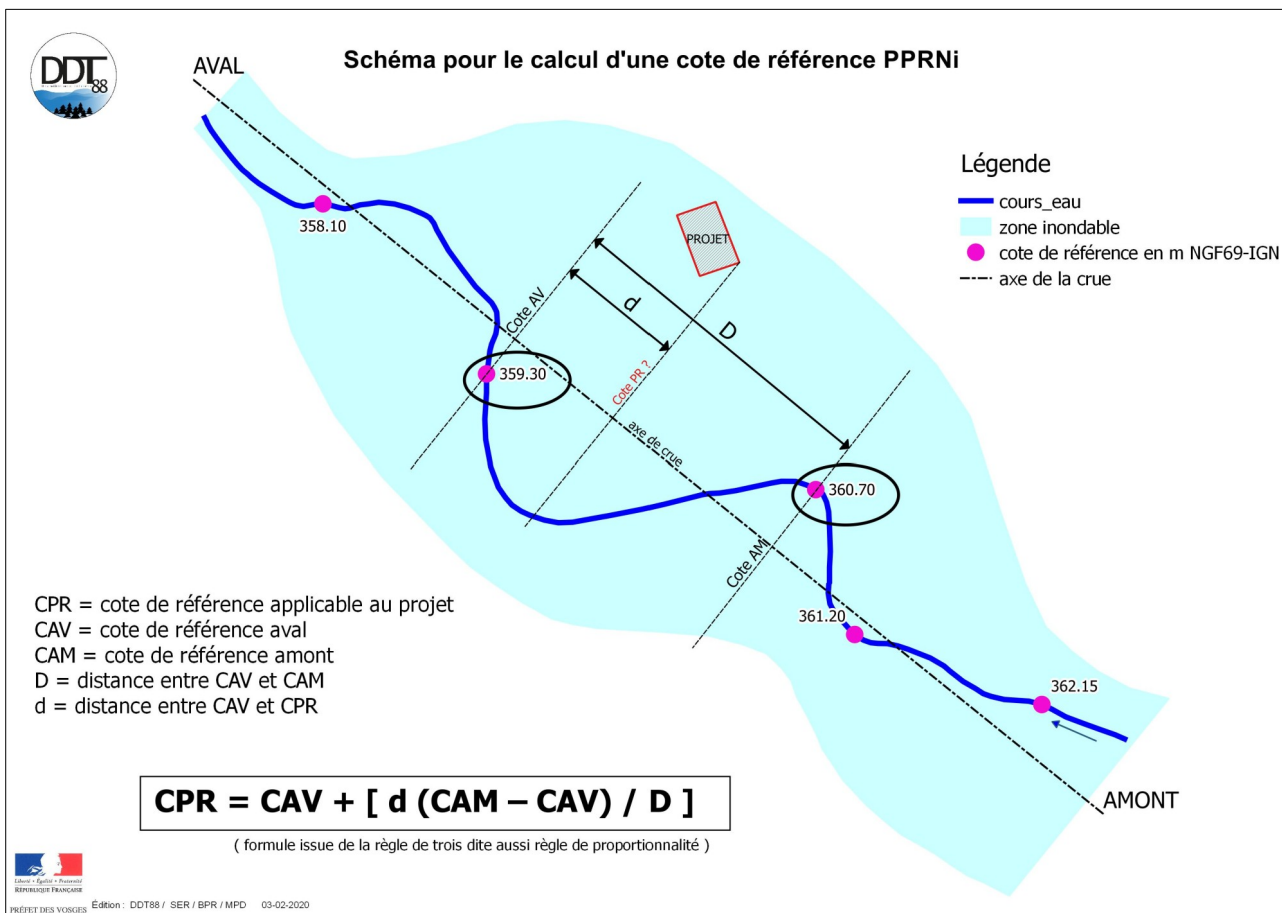 DDT
88
Schéma pour le calcul d'une cote de référence PPRNi
AVAL
Légende
cours_eau
zone inondable
cote de référence en m NGF69-IGN
axe de la crue
358.10
PROJET
Cote AV
d
D
359.30
Cote PR ?
axe de crue
360.70
Cote AM
361.20
362.15
AMONT
CPR = cote de référence applicable au projet
CAV = cote de référence aval
CAM = cote de référence amont
D = distance entre CAV et CAM
d = distance entre CAV et CPR
CPR = CAV + [ d (CAM – CAV) / D ]
( formule issue de la règle de trois dite aussi règle de proportionnalité )
Liberté • Égalité • Fraternité
RÉPUBLIQUE FRANÇAISE
PRÉFET DES VOSGES
Édition : DDT88 / SER / BPR / MPD 03-02-2020